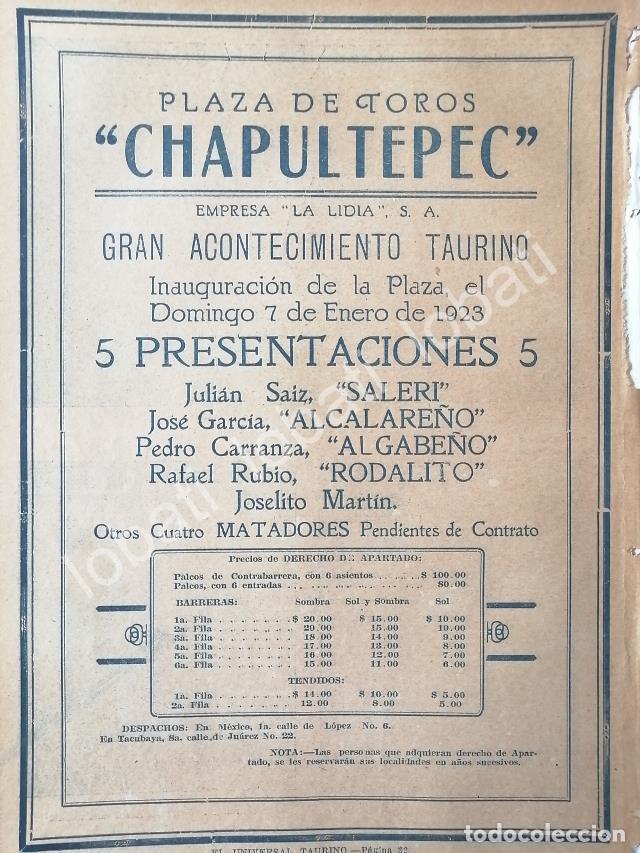 PLAZA DE TOROS
"CHAPULTEPEC"
EMPRESA "LA LIDIA", S. A.
GRAN ACONTECIMIENTO TAURINO
Inauguración de la Plaza, el
Domingo 7 de Enero de 1923
5 PRESENTACIONES 5
Julián Saiz, "SALERI"
José García, "ALCALAREÑO"
Pedro Carranza, "ALGABEÑO"
Rafael Rubio, "RODALITO"
Joselito Martín.
Otros Cuatro MATADORES Pendientes de Contrato
Precios de DERECHO DE APARTADO:
Palcos de Contrabarrera, con 6 asientos ....... $ 100.00
Palcos, con 6 entradas ................ 80.00
BARRERAS: Sombra Sol y Sombra Sol
1a. Fila ........ $ 20.00 $ 15.00 $ 10.00
2a. Fila ........ 20.00 15.00 10.00
3a. Fila ........ 18.00 14.00 9.00
4a. Fila ........ 17.00 13.00 8.00
5a. Fila ........ 16.00 12.00 7.00
6a. Fila ........ 15.00 11.00 6.00
TENDIDOS:
1a. Fila ........ $ 14.00 $ 10.00 $ 5.00
2a. Fila ........ 12.00 8.00 5.00
DESPACHOS: En México, 1a. calle de López No. 6.
En Tacubaya, 8a. calle de Juárez No. 22.
NOTA:—Las personas que adquieran derecho de Apar-
tado, se les reservarán sus localidades en años sucesivos.
EL UNIVERSAL TAURINO.—Página 32
lobati lobati lobati lobati
todocoleccion.net